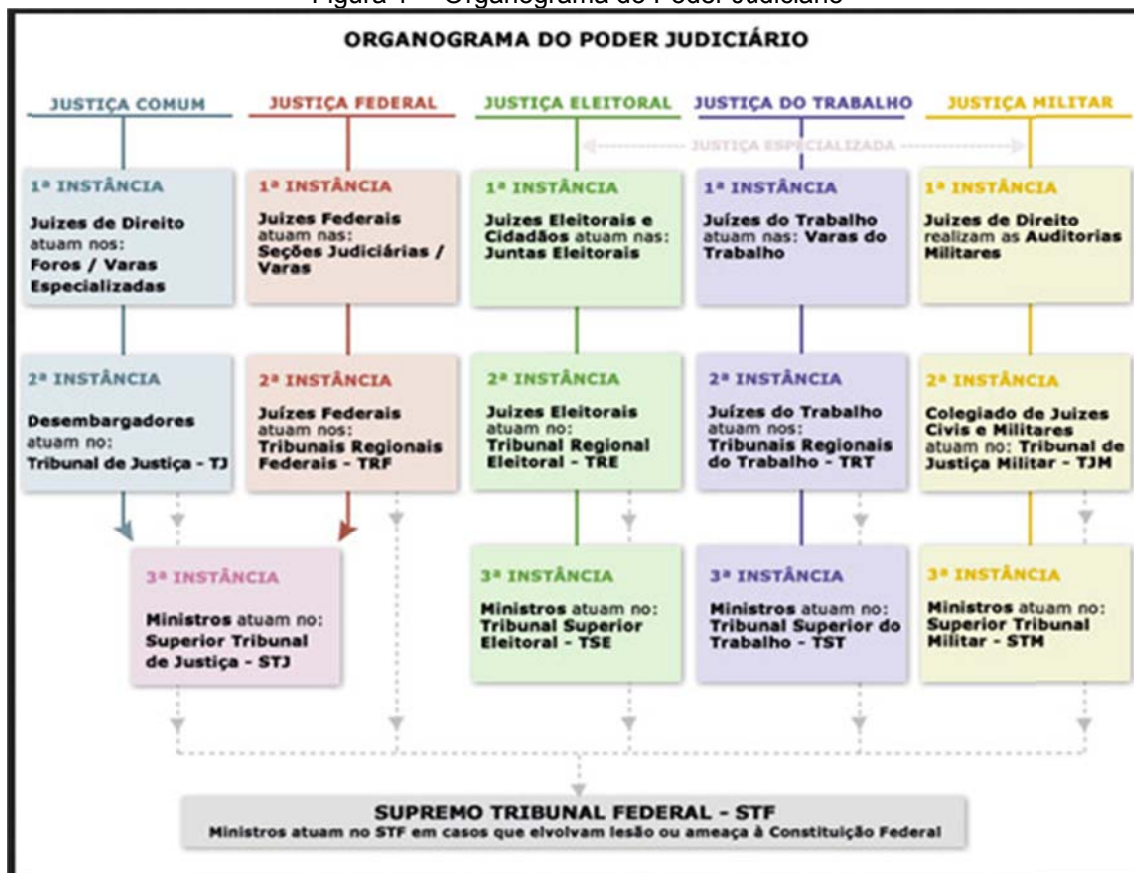 Figura 1 – Organograma do Poder Judiciário
ORGANOGRAMA DO PODER JUDICIÁRIO
JUSTIÇA COMUM
JUSTIÇA FEDERAL
JUSTIÇA ELEITORAL
JUSTIÇA DO TRABALHO
JUSTIÇA MILITAR
JUSTIÇA ESPECIALIZADA
1ª INSTÂNCIA
Juizes de Direito
atuam nos:
Foros / Varas
Especializadas
1ª INSTÂNCIA
Juizes Federais
atuam nas:
Seções Judiciárias /
Varas
1ª INSTÂNCIA
Juizes Eleitorais e
Cidadãos atuam nas:
Juntas Eleitorais
1ª INSTÂNCIA
Juízes do Trabalho
atuam nas: Varas do
Trabalho
1ª INSTÂNCIA
Juizes de Direito
realizam as Auditorias
Militares
2ª INSTÂNCIA
Desembargadores
atuam no:
Tribunal de Justiça - TJ
2ª INSTÂNCIA
Juízes Federais
atuam nos:
Tribunais Regionais
Federais - TRF
2ª INSTÂNCIA
Juizes Eleitorais
atuam no:
Tribunal Regional
Eleitoral - TRE
2ª INSTÂNCIA
Juízes do Trabalho
atuam nos:
Tribunais Regionais
do Trabalho - TRT
2ª INSTÂNCIA
Colegiado de Juizes
Civis e Militares
atuam no: Tribunal de
Justiça Militar - TJM
3ª INSTÂNCIA
Ministros atuam no:
Superior Tribunal
de Justiça - STJ
3ª INSTÂNCIA
Ministros atuam no:
Tribunal Superior
Eleitoral - TSE
3ª INSTÂNCIA
Ministros atuam no:
Tribunal Superior do
Trabalho - TST
3ª INSTÂNCIA
Ministros atuam no:
Superior Tribunal
Militar - STM
SUPREMO TRIBUNAL FEDERAL - STF
Ministros atuam no STF em casos que elvolvam lesão ou ameaça à Constituição Federal